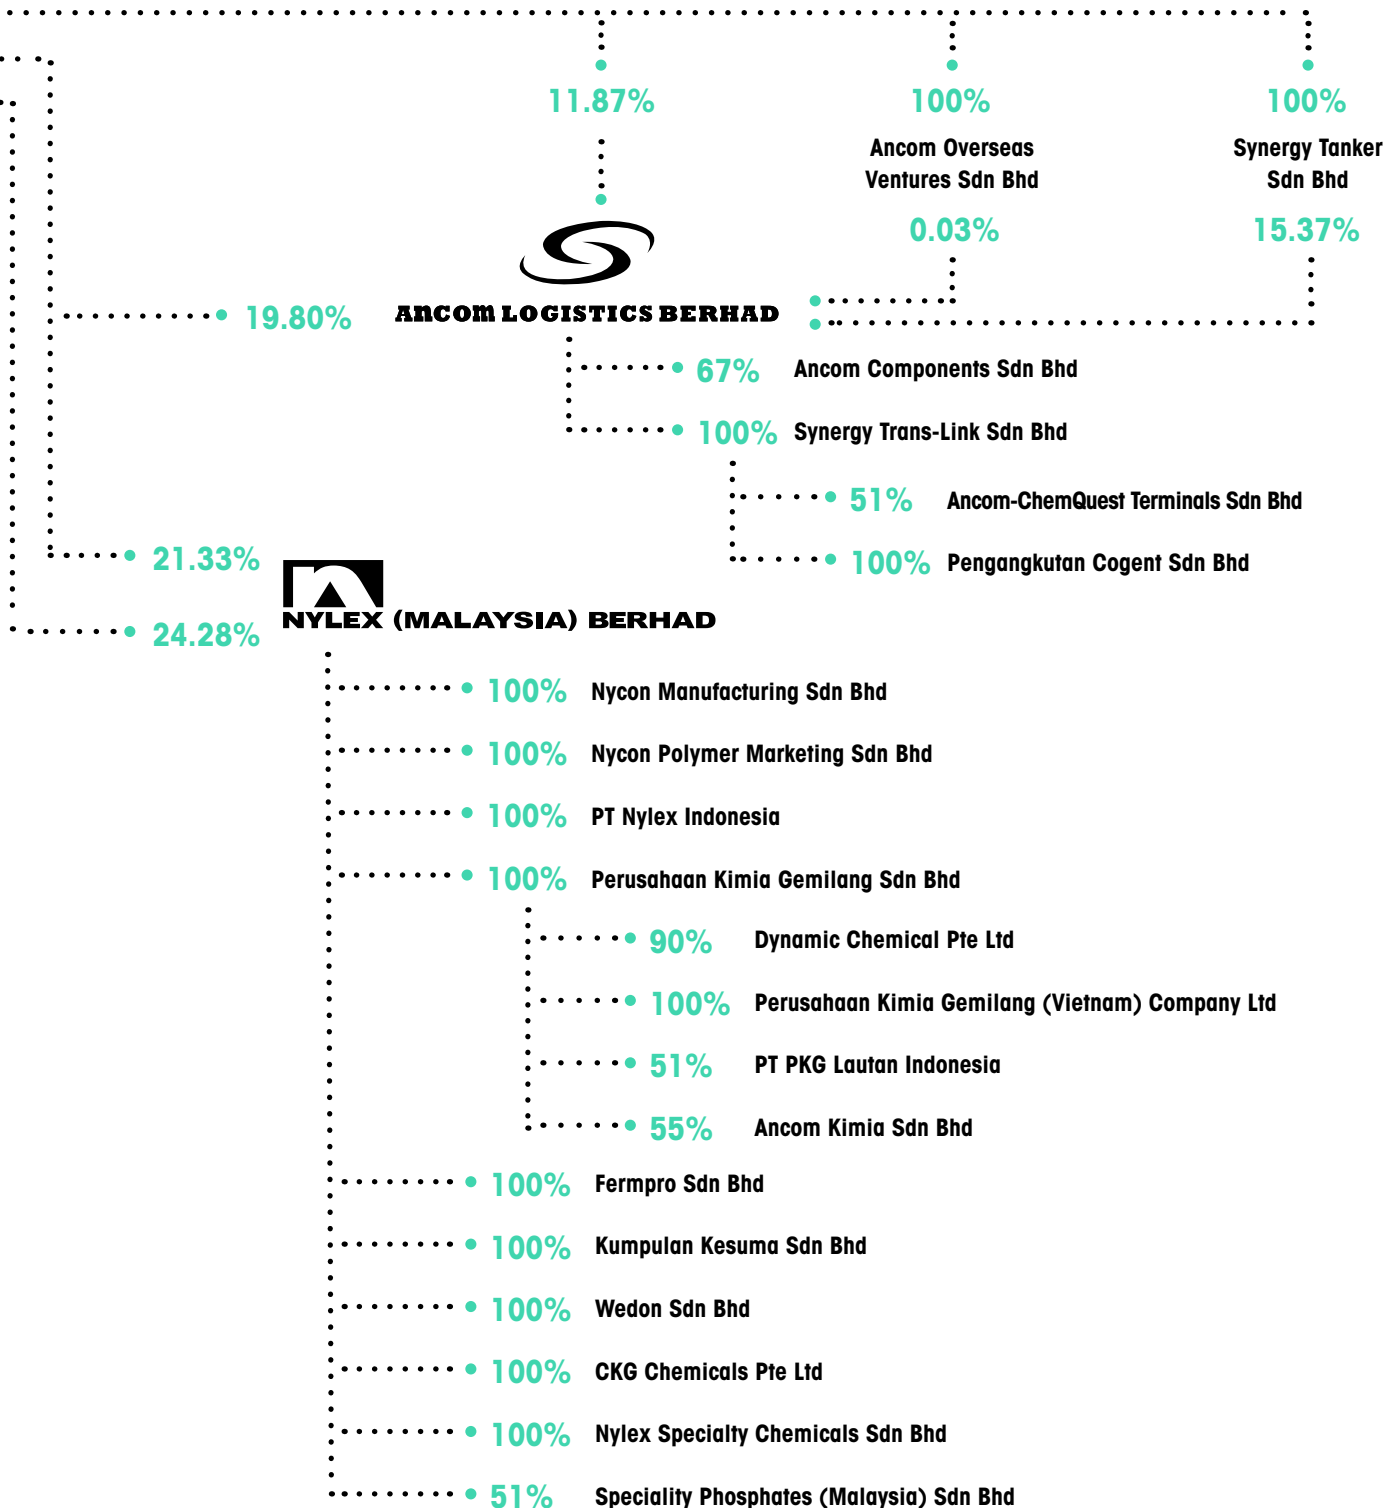 11.87%
100%
100%
Ancom Overseas
Ventures Sdn Bhd
Synergy Tanker
Sdn Bhd
0.03%
15.37%
19.80%
ANCOM LOGISTICS BERHAD
67% Ancom Components Sdn Bhd
100% Synergy Trans-Link Sdn Bhd
51% Ancom-ChemQuest Terminals Sdn Bhd
100% Pengangkutan Cogent Sdn Bhd
21.33%
NYLEX (MALAYSIA) BERHAD
24.28%
100% Nycon Manufacturing Sdn Bhd
100% Nycon Polymer Marketing Sdn Bhd
100% PT Nylex Indonesia
100% Perusahaan Kimia Gemilang Sdn Bhd
90% Dynamic Chemical Pte Ltd
100% Perusahaan Kimia Gemilang (Vietnam) Company Ltd
51% PT PKG Lautan Indonesia
55% Ancom Kimia Sdn Bhd
100% Fermpro Sdn Bhd
100% Kumpulan Kesuma Sdn Bhd
100% Wedon Sdn Bhd
100% CKG Chemicals Pte Ltd
100% Nylex Specialty Chemicals Sdn Bhd
51% Speciality Phosphates (Malaysia) Sdn Bhd